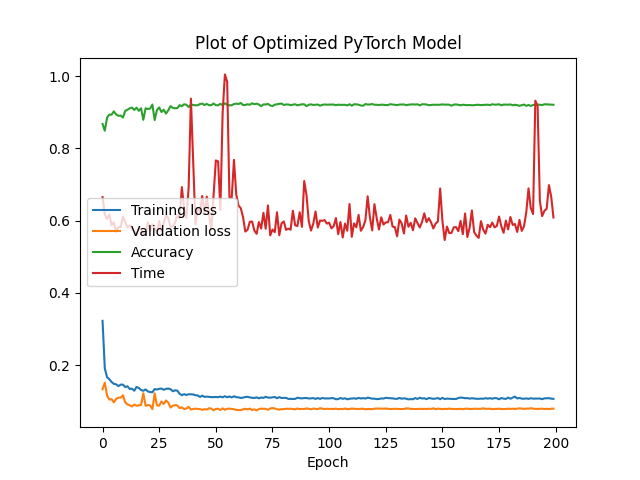 Plot of Optimized PyTorch Model
1.0
0.8
0.6
0.4
0.2
Training loss
Validation loss
Accuracy
Time
0 25 50 75 100 125 150 175 200
Epoch